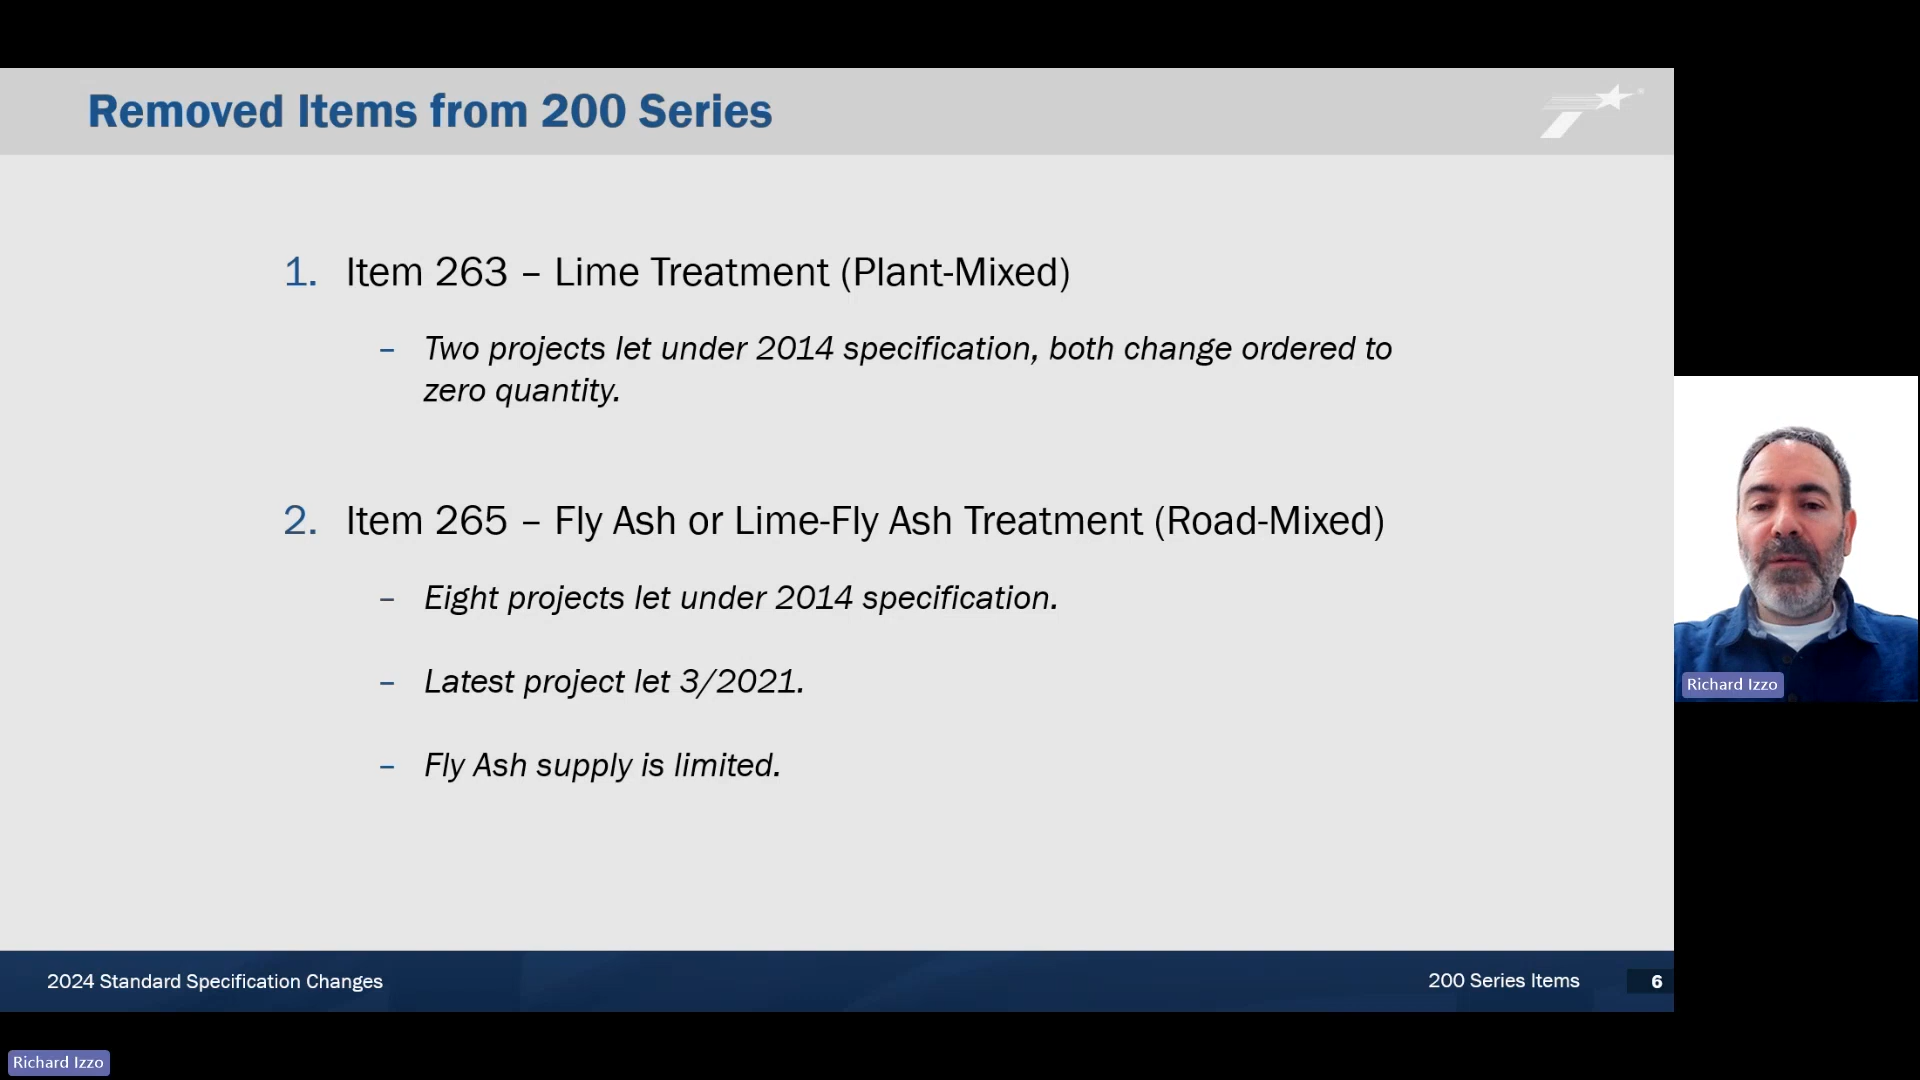 Removed Items from 200 Series
1. Item 263 – Lime Treatment (Plant-Mixed)
– Two projects let under 2014 specification, both change ordered to
zero quantity.
2. Item 265 – Fly Ash or Lime-Fly Ash Treatment (Road-Mixed)
– Eight projects let under 2014 specification.
– Latest project let 3/2021.
– Fly Ash supply is limited.
Richard Izzo
2024 Standard Specification Changes
200 Series Items
6
Richard Izzo